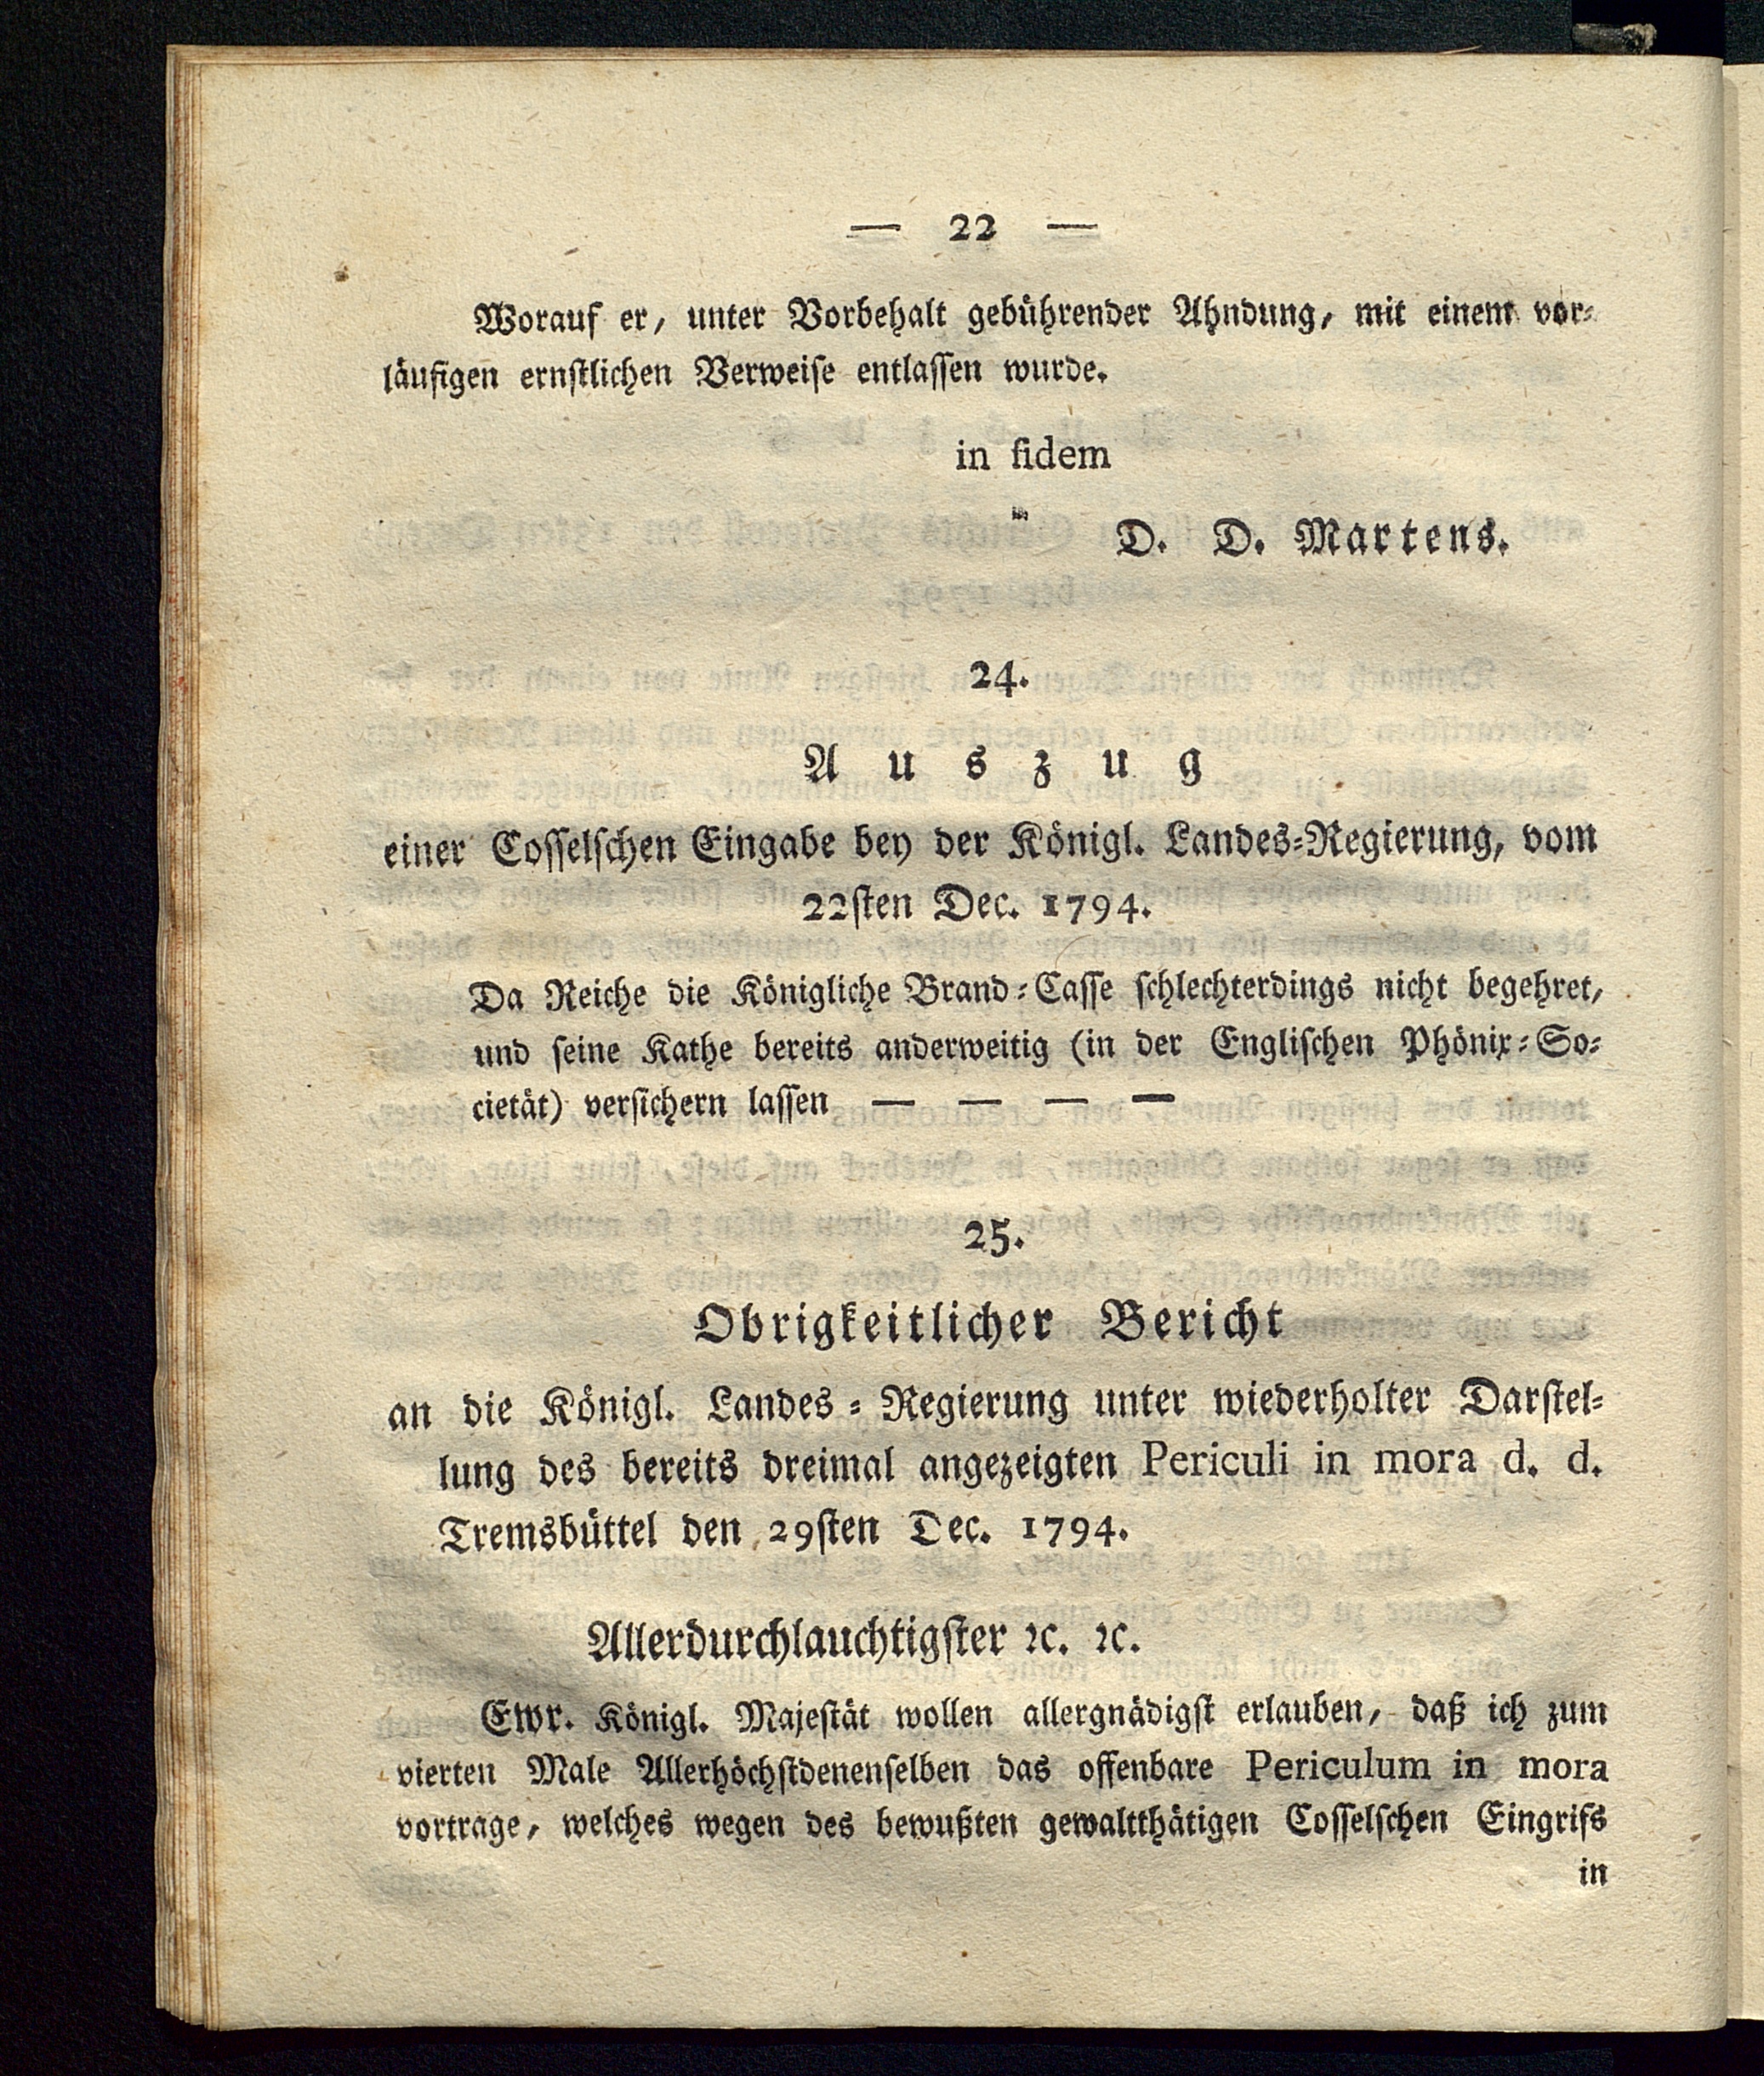 — 22 —
Worauf er, unter Vorbehalt gebührender Ahndung, mit einem vor⸗
läufigen ernſtlichen Verweiſe entlaſſen wurde.
in fidem
D. D. Martens.
24.
Auszug
einer Coſſelſchen Eingabe bey der Königl. Landes⸗Regierung, vom
22ſten Dec. 1794.
Da Reiche die Königliche Brand⸗Caſſe ſchlechterdings nicht begehret,
und ſeine Kathe bereits anderweitig (in der Engliſchen Phönix⸗So⸗
cietät) verſichern laſſen — — — —
25.
Obrigkeitlicher Bericht
an die Königl. Landes⸗Regierung unter wiederholter Darſtel⸗
lung des bereits dreimal angezeigten Periculi in mora d. d.
Tremsbüttel den 29ſten Dec. 1794.
Allerdurchlauchtigſter ꝛc. ꝛc.
Ewr. Königl. Majeſtät wollen allergnädigſt erlauben, daß ich zum
vierten Male Allerhöchſtdenenſelben das offenbare Periculum in mora
vortrage, welches wegen des bewußten gewaltthätigen Coſſelſchen Eingrifs
in